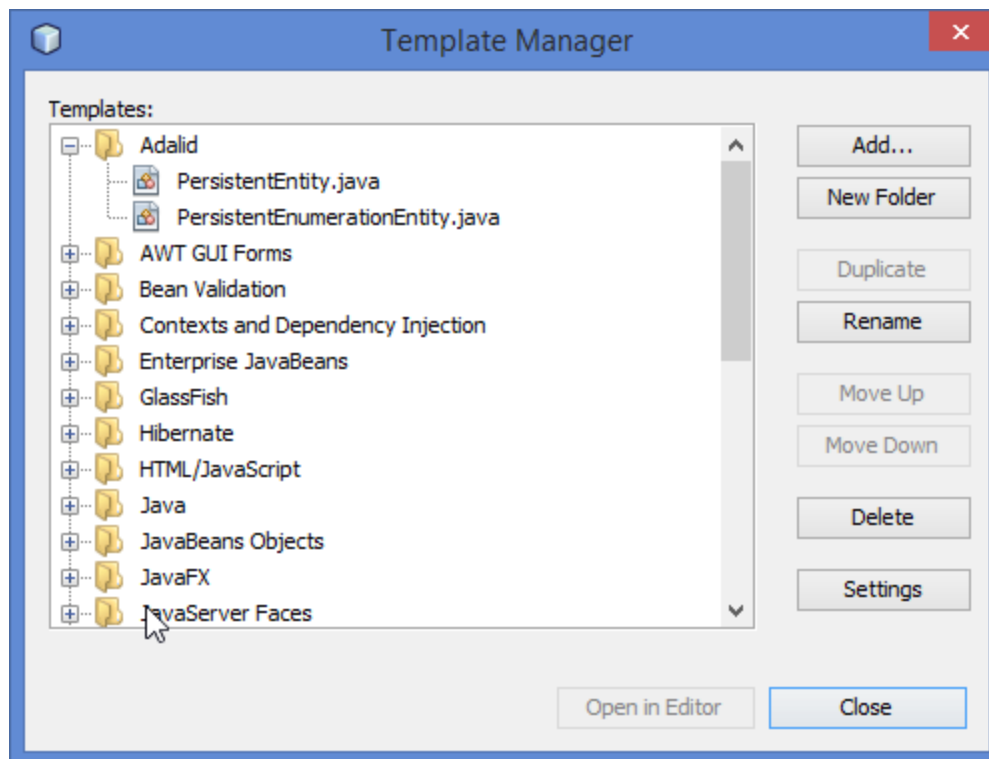 Template Manager
Templates:
Adalid
PersistentEntity.java
PersistentEnumerationEntity.java
AWT GUI Forms
Bean Validation
Contexts and Dependency Injection
Enterprise JavaBeans
GlassFish
Hibernate
HTML/JavaScript
Java
JavaBeans Objects
JavaFX
JavaServer Faces
Add...
New Folder
Duplicate
Rename
Move Up
Move Down
Delete
Settings
Open in Editor
Close